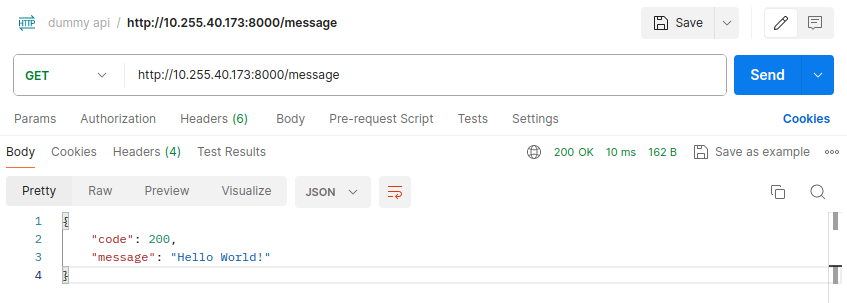 HTTP dummy api / http://10.255.40.173:8000/message Save
GET http://10.255.40.173:8000/message Send
Params Authorization Headers (6) Body Pre-request Script Tests Settings Cookies
Body Cookies Headers (4) Test Results 200 OK 10 ms 162 B Save as example
Pretty Raw Preview Visualize JSON
1 {
2 "code": 200,
3 "message": "Hello World!"
4 }